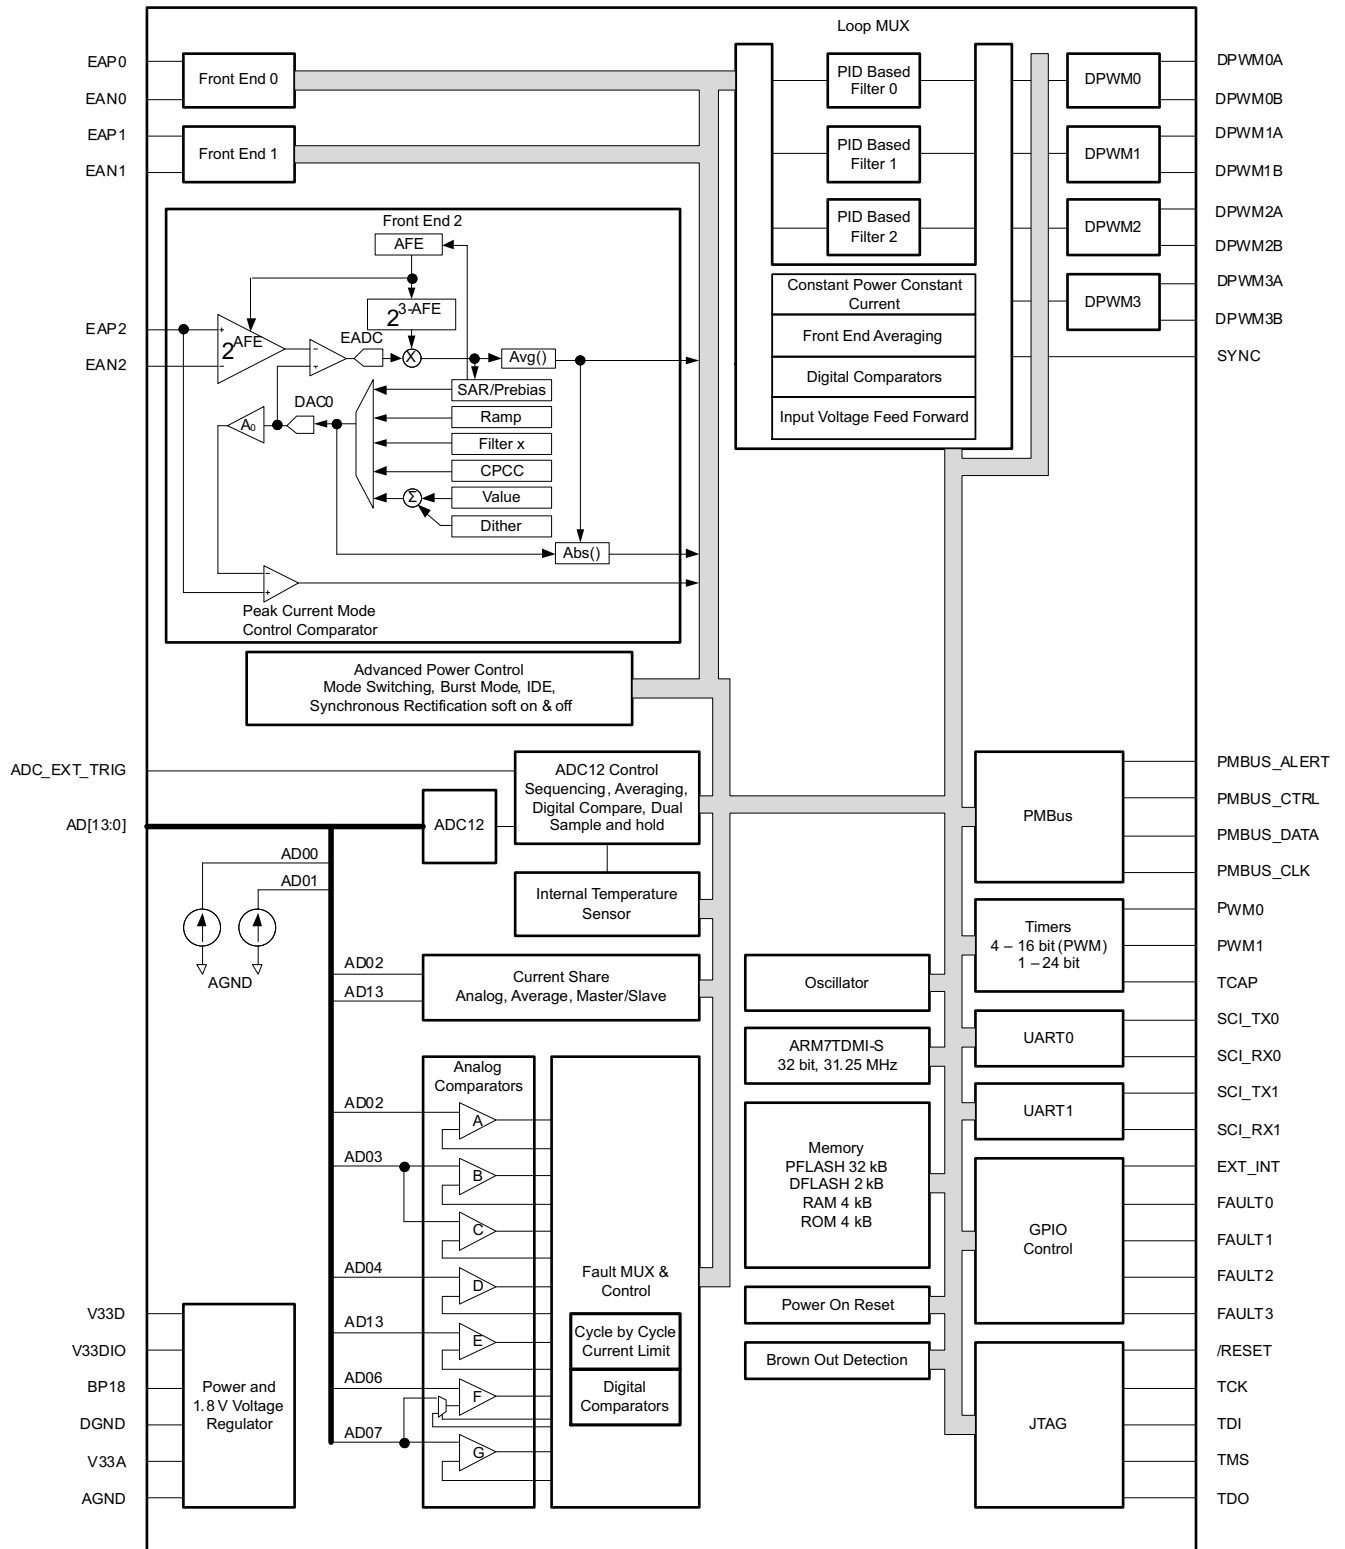 Loop MUX
EAP0
EAN0
EAP1
EAN1
Front End 0
Front End 1
PID Based
Filter 0
PID Based
Filter 1
PID Based
Filter 2
DPWM0
DPWM1
DPWM2
DPWM3
DPWM0A
DPWM0B
DPWM1A
DPWM1B
DPWM2A
DPWM2B
DPWM3A
DPWM3B
SYNC
Constant Power Constant
Current
Front End Averaging
Digital Comparators
Input Voltage Feed Forward
Front End 2
AFE
2^3-AFE
EAP2
EAN2
+
2^AFE
−
−
+
EADC
X
Avg()
SAR/Prebias
Ramp
Filter x
CPCC
Value
Dither
Σ
DAC0
A0
Abs()
−
+
Peak Current Mode
Control Comparator
Advanced Power Control
Mode Switching, Burst Mode, IDE,
Synchronous Rectification soft on & off
ADC_EXT_TRIG
AD[13:0]
ADC12
ADC12 Control
Sequencing, Averaging,
Digital Compare, Dual
Sample and hold
AD00
AD01
AGND
Internal Temperature
Sensor
AD02
AD13
Current Share
Analog, Average, Master/Slave
Analog
Comparators
AD02
A
AD03
B
C
AD04
D
AD13
E
AD06
F
AD07
G
Fault MUX &
Control
Cycle by Cycle
Current Limit
Digital
Comparators
V33D
V33DIO
BP18
DGND
V33A
AGND
Power and
1.8 V Voltage
Regulator
Oscillator
ARM7TDMI-S
32 bit, 31.25 MHz
Memory
PFLASH 32 kB
DFLASH 2 kB
RAM 4 kB
ROM 4 kB
Power On Reset
Brown Out Detection
PMBus
Timers
4 – 16 bit (PWM)
1 – 24 bit
UART0
UART1
GPIO
Control
JTAG
PMBUS_ALERT
PMBUS_CTRL
PMBUS_DATA
PMBUS_CLK
PWM0
PWM1
TCAP
SCI_TX0
SCI_RX0
SCI_TX1
SCI_RX1
EXT_INT
FAULT0
FAULT1
FAULT2
FAULT3
/RESET
TCK
TDI
TMS
TDO